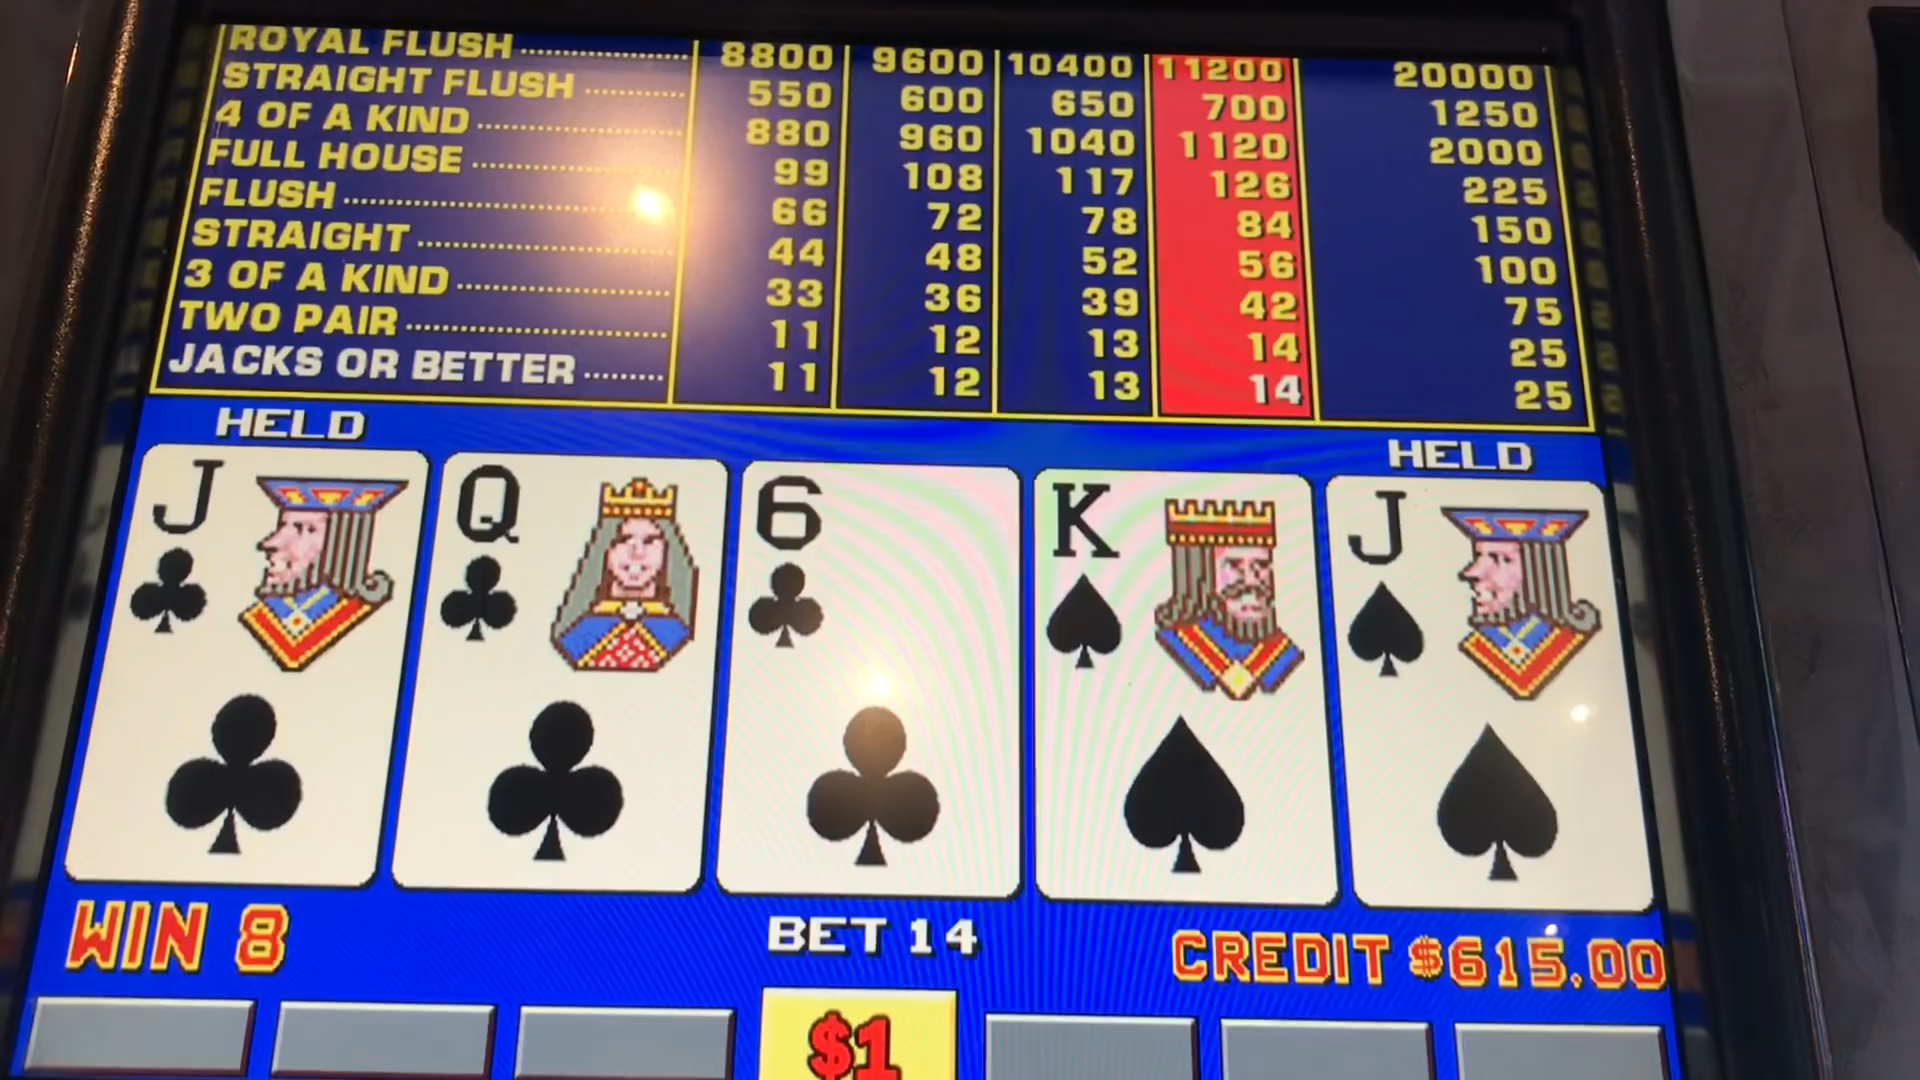 ROYAL FLUSH 8800 9600 10400 11200 20000
STRAIGHT FLUSH 550 600 650 700 1250
4 OF A KIND 880 960 1040 1120 2000
FULL HOUSE 99 108 117 126 225
FLUSH 66 72 78 84 150
STRAIGHT 44 48 52 56 100
3 OF A KIND 33 36 39 42 75
TWO PAIR 11 12 13 14 25
JACKS OR BETTER 11 12 13 14 25
HELD HELD
J Q 6 K J
WIN 8 BET 14 CREDIT $615.00
$1